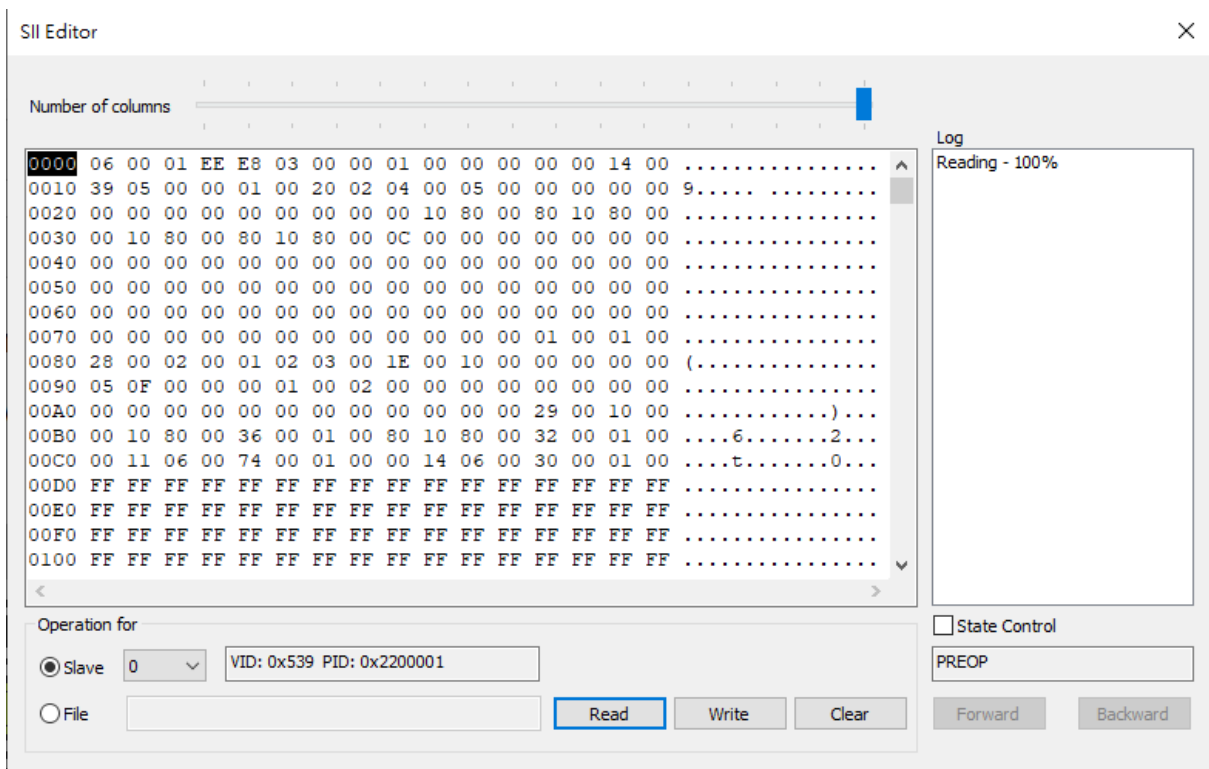 SII Editor
Number of columns
Log
0000 06 00 01 EE E8 03 00 00 01 00 00 00 00 00 14 00 ................
Reading - 100%
0010 39 05 00 00 01 00 20 02 04 00 05 00 00 00 00 00 9..... .........
0020 00 00 00 00 00 00 00 00 00 10 80 00 80 10 80 00 ................
0030 00 10 80 00 80 10 80 00 0C 00 00 00 00 00 00 00 ................
0040 00 00 00 00 00 00 00 00 00 00 00 00 00 00 00 00 ................
0050 00 00 00 00 00 00 00 00 00 00 00 00 00 00 00 00 ................
0060 00 00 00 00 00 00 00 00 00 00 00 00 00 00 00 00 ................
0070 00 00 00 00 00 00 00 00 00 00 00 00 01 00 01 00 ................
0080 28 00 02 00 01 02 03 00 1E 00 10 00 00 00 00 00 (...............
0090 05 0F 00 00 00 01 00 02 00 00 00 00 00 00 00 00 ................
00A0 00 00 00 00 00 00 00 00 00 00 00 00 29 00 10 00 ............)...
00B0 00 10 80 00 36 00 01 00 80 10 80 00 32 00 01 00 ....6.......2...
00C0 00 11 06 00 74 00 01 00 00 14 06 00 30 00 01 00 ....t.......0...
00D0 FF FF FF FF FF FF FF FF FF FF FF FF FF FF FF FF ................
00E0 FF FF FF FF FF FF FF FF FF FF FF FF FF FF FF FF ................
00F0 FF FF FF FF FF FF FF FF FF FF FF FF FF FF FF FF ................
0100 FF FF FF FF FF FF FF FF FF FF FF FF FF FF FF FF ................
Operation for
State Control
Slave 0 VID: 0x539 PID: 0x2200001
PREOP
File Read Write Clear
Forward Backward